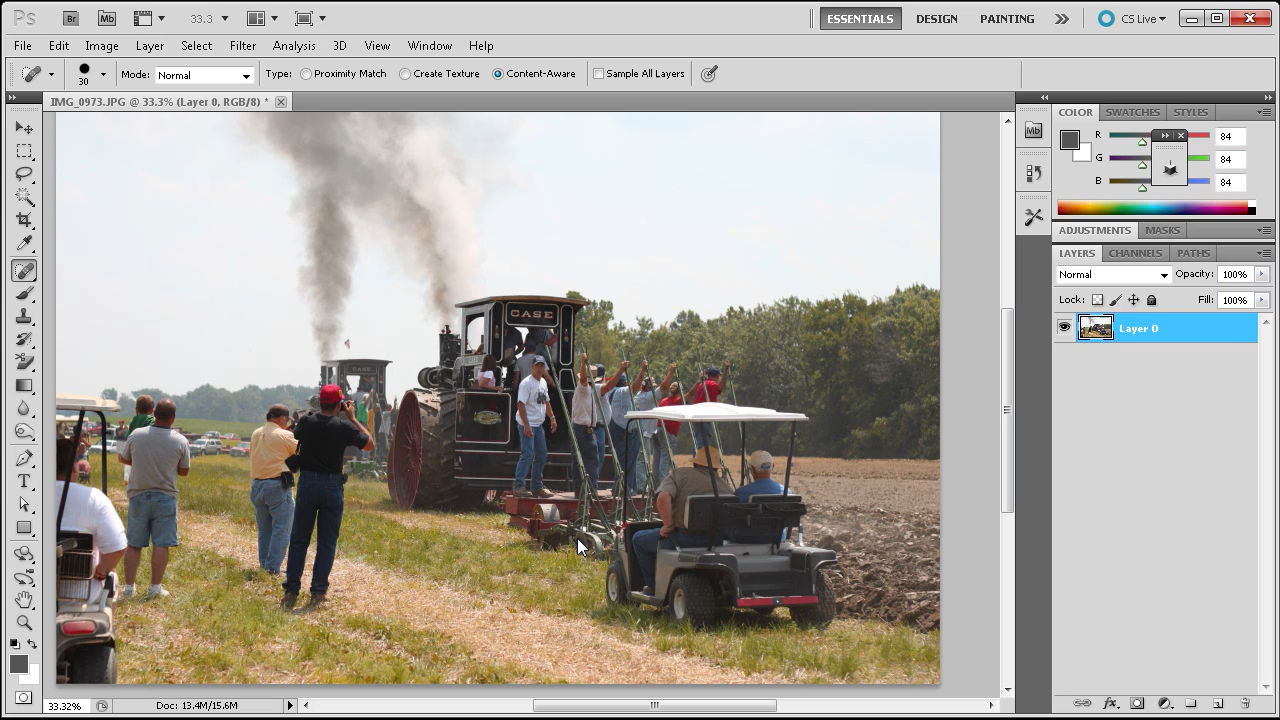 Ps Br Mb 33.3 ESSENTIALS DESIGN PAINTING CS Live
File Edit Image Layer Select Filter Analysis 3D View Window Help
30 Mode: Normal Type: Proximity Match Create Texture Content-Aware Sample All Layers
IMG_0973.JPG @ 33.3% (Layer 0, RGB/8) *
COLOR SWATCHES STYLES
Mb
R 84
G 84
B 84
ADJUSTMENTS MASKS
LAYERS CHANNELS PATHS
Normal Opacity: 100%
Lock: Fill: 100%
Layer 0
CASE
CASE
T
33.32% Doc: 13.4M/15.6M
fx